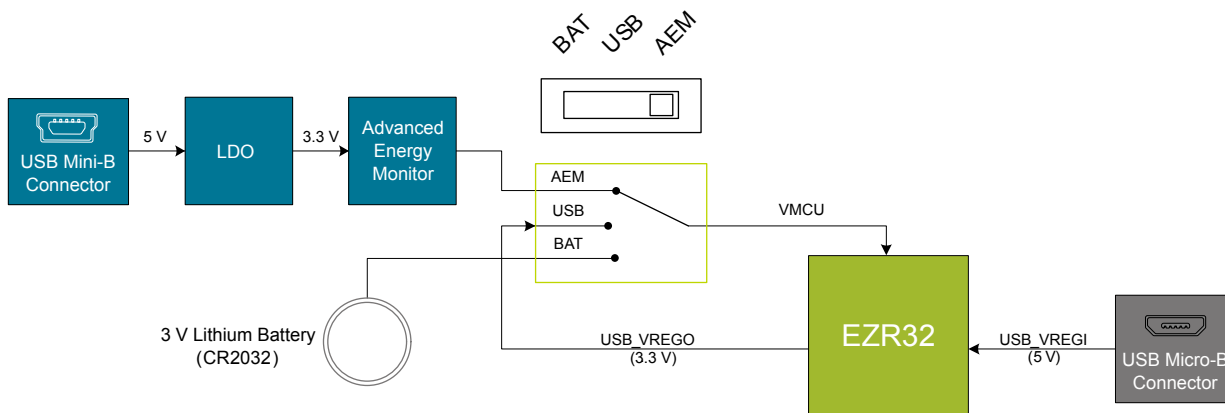 BAT USB AEM
USB Mini-B
Connector
5 V
LDO
3.3 V
Advanced
Energy
Monitor
AEM
USB
BAT
VMCU
3 V Lithium Battery
(CR2032)
USB_VREGO
(3.3 V)
EZR32
USB_VREGI
(5 V)
USB Micro-B
Connector